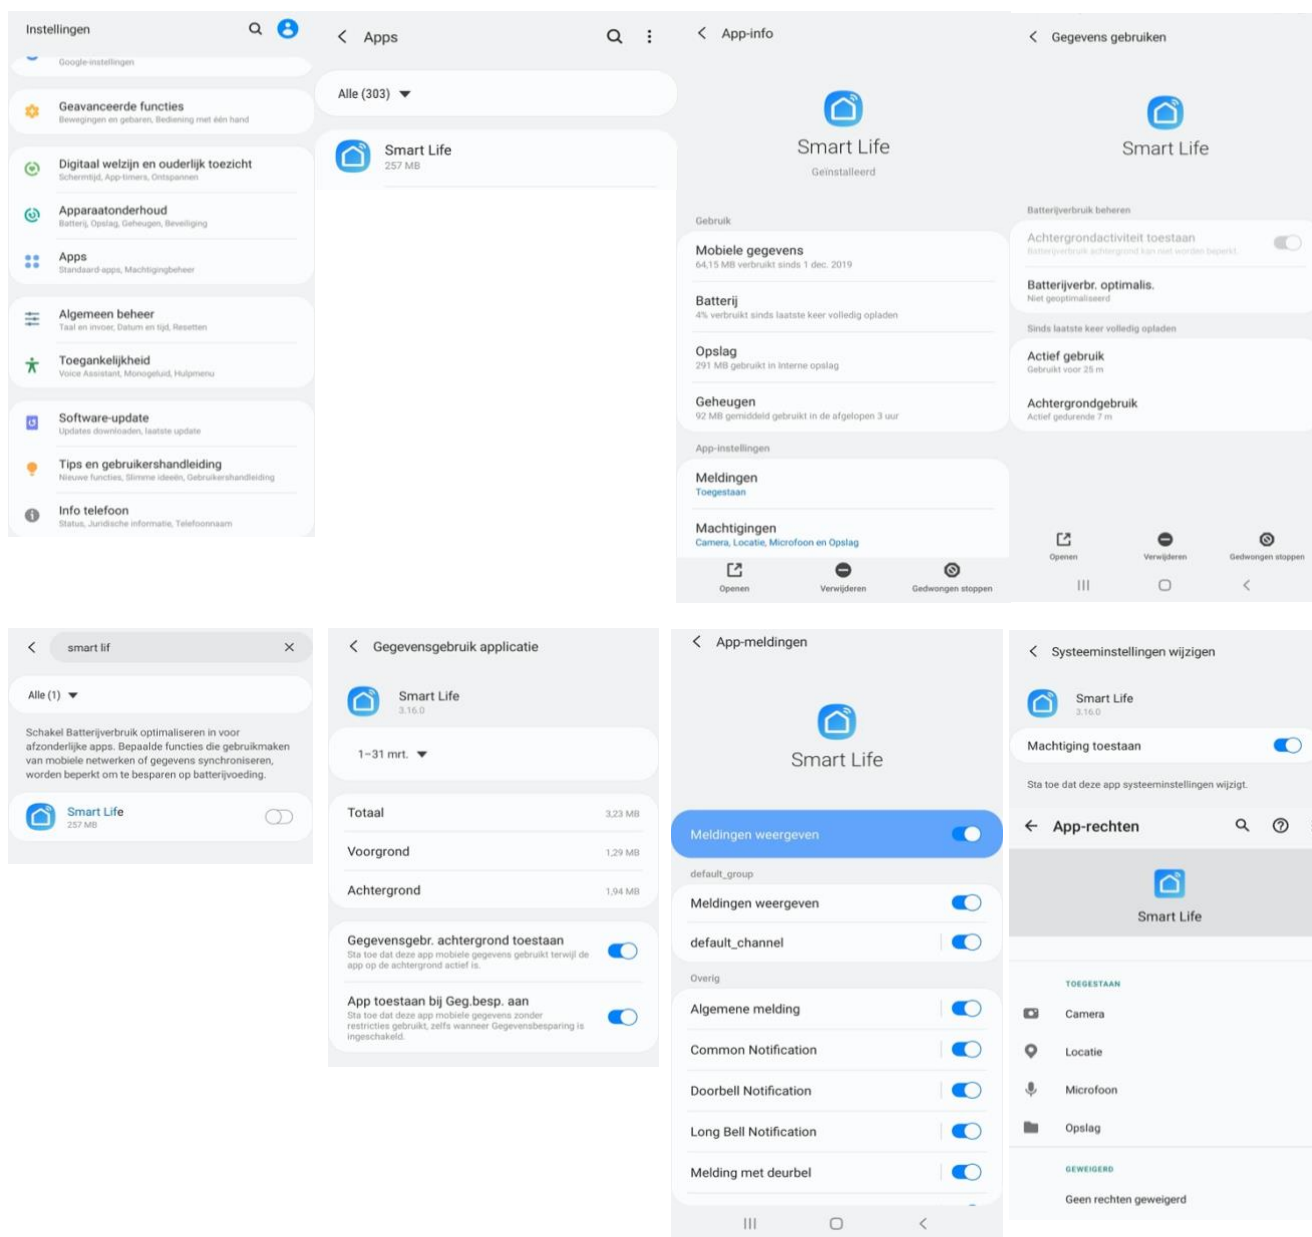 Instellingen
Google-instellingen
Geavanceerde functies
Bewegingen en gebaren, Bediening met één hand
Digitaal welzijn en ouderlijk toezicht
Schermtijd, App-timers, Ontspannen
Apparaatonderhoud
Batterij, Opslag, Geheugen, Beveiliging
Apps
Standaard-apps, Machtigingbeheer
Algemeen beheer
Taal en invoer, Datum en tijd, Resetten
Toegankelijkheid
Voice Assistant, Monogeluid, Hulpmenu
Software-update
Updates downloaden, laatste update
Tips en gebruikershandleiding
Nieuwe functies, Slimme ideeën, Gebruikershandleiding
Info telefoon
Status, Juridische informatie, Telefoonnaam
Apps
Alle (303)
Smart Life
257 MB
App-info
Smart Life
Geïnstalleerd
Gebruik
Mobiele gegevens
64,15 MB verbruikt sinds 1 dec. 2019
Batterij
4% verbruikt sinds laatste keer volledig opladen
Opslag
291 MB gebruikt in Interne opslag
Geheugen
92 MB gemiddeld gebruikt in de afgelopen 3 uur
App-instellingen
Meldingen
Toegestaan
Machtigingen
Camera, Locatie, Microfoon en Opslag
Openen
Verwijderen
Gedwongen stoppen
Gegevens gebruiken
Smart Life
Batterijverbruik beheren
Achtergrondactiviteit toestaan
Batterijverbruik achtergrond kan niet worden beperkt.
Batterijverbr. optimalis.
Niet geoptimaliseerd
Sinds laatste keer volledig opladen
Actief gebruik
Gebruikt voor 25 m
Achtergrondgebruik
Actief gedurende 7 m
Openen
Verwijderen
Gedwongen stoppen
smart lif
Alle (1)
Schakel Batterijverbruik optimaliseren in voor
afzonderlijke apps. Bepaalde functies die gebruikmaken
van mobiele netwerken of gegevens synchroniseren,
worden beperkt om te besparen op batterijvoeding.
Smart Life
257 MB
Gegevensgebruik applicatie
Smart Life
3.16.0
1–31 mrt.
Totaal
3,23 MB
Voorgrond
1,29 MB
Achtergrond
1,94 MB
Gegevensgebr. achtergrond toestaan
Sta toe dat deze app mobiele gegevens gebruikt terwijl de
app op de achtergrond actief is.
App toestaan bij Geg.besp. aan
Sta toe dat deze app mobiele gegevens zonder
restricties gebruikt, zelfs wanneer Gegevensbesparing is
ingeschakeld.
App-meldingen
Smart Life
Meldingen weergeven
default_group
Meldingen weergeven
default_channel
Overig
Algemene melding
Common Notification
Doorbell Notification
Long Bell Notification
Melding met deurbel
Systeeminstellingen wijzigen
Smart Life
3.16.0
Machtiging toestaan
Sta toe dat deze app systeeminstellingen wijzigt.
App-rechten
Smart Life
TOEGESTAAN
Camera
Locatie
Microfoon
Opslag
GEWEIGERD
Geen rechten geweigerd